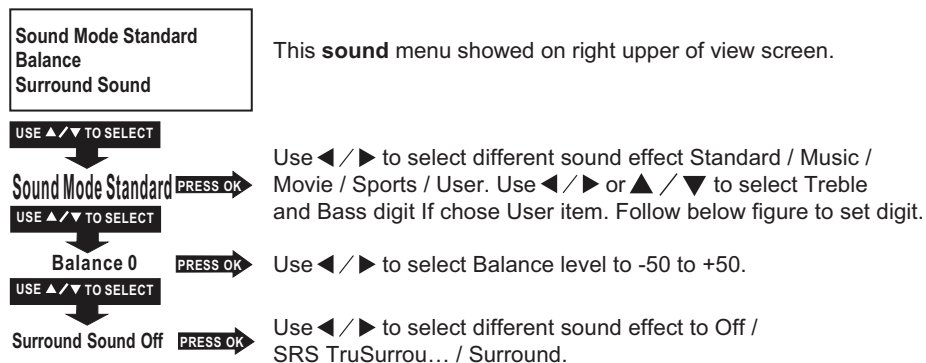 Sound Mode Standard
Balance
Surround Sound
This sound menu showed on right upper of view screen.
USE ▲/▼ TO SELECT
Sound Mode Standard PRESS OK
Use ◀/▶ to select different sound effect Standard / Music /
Movie / Sports / User. Use ◀/▶ or ▲/▼ to select Treble
and Bass digit If chose User item. Follow below figure to set digit.
USE ▲/▼ TO SELECT
Balance 0 PRESS OK
Use ◀/▶ to select Balance level to -50 to +50.
USE ▲/▼ TO SELECT
Surround Sound Off PRESS OK
Use ◀/▶ to select different sound effect to Off /
SRS TruSurrou… / Surround.